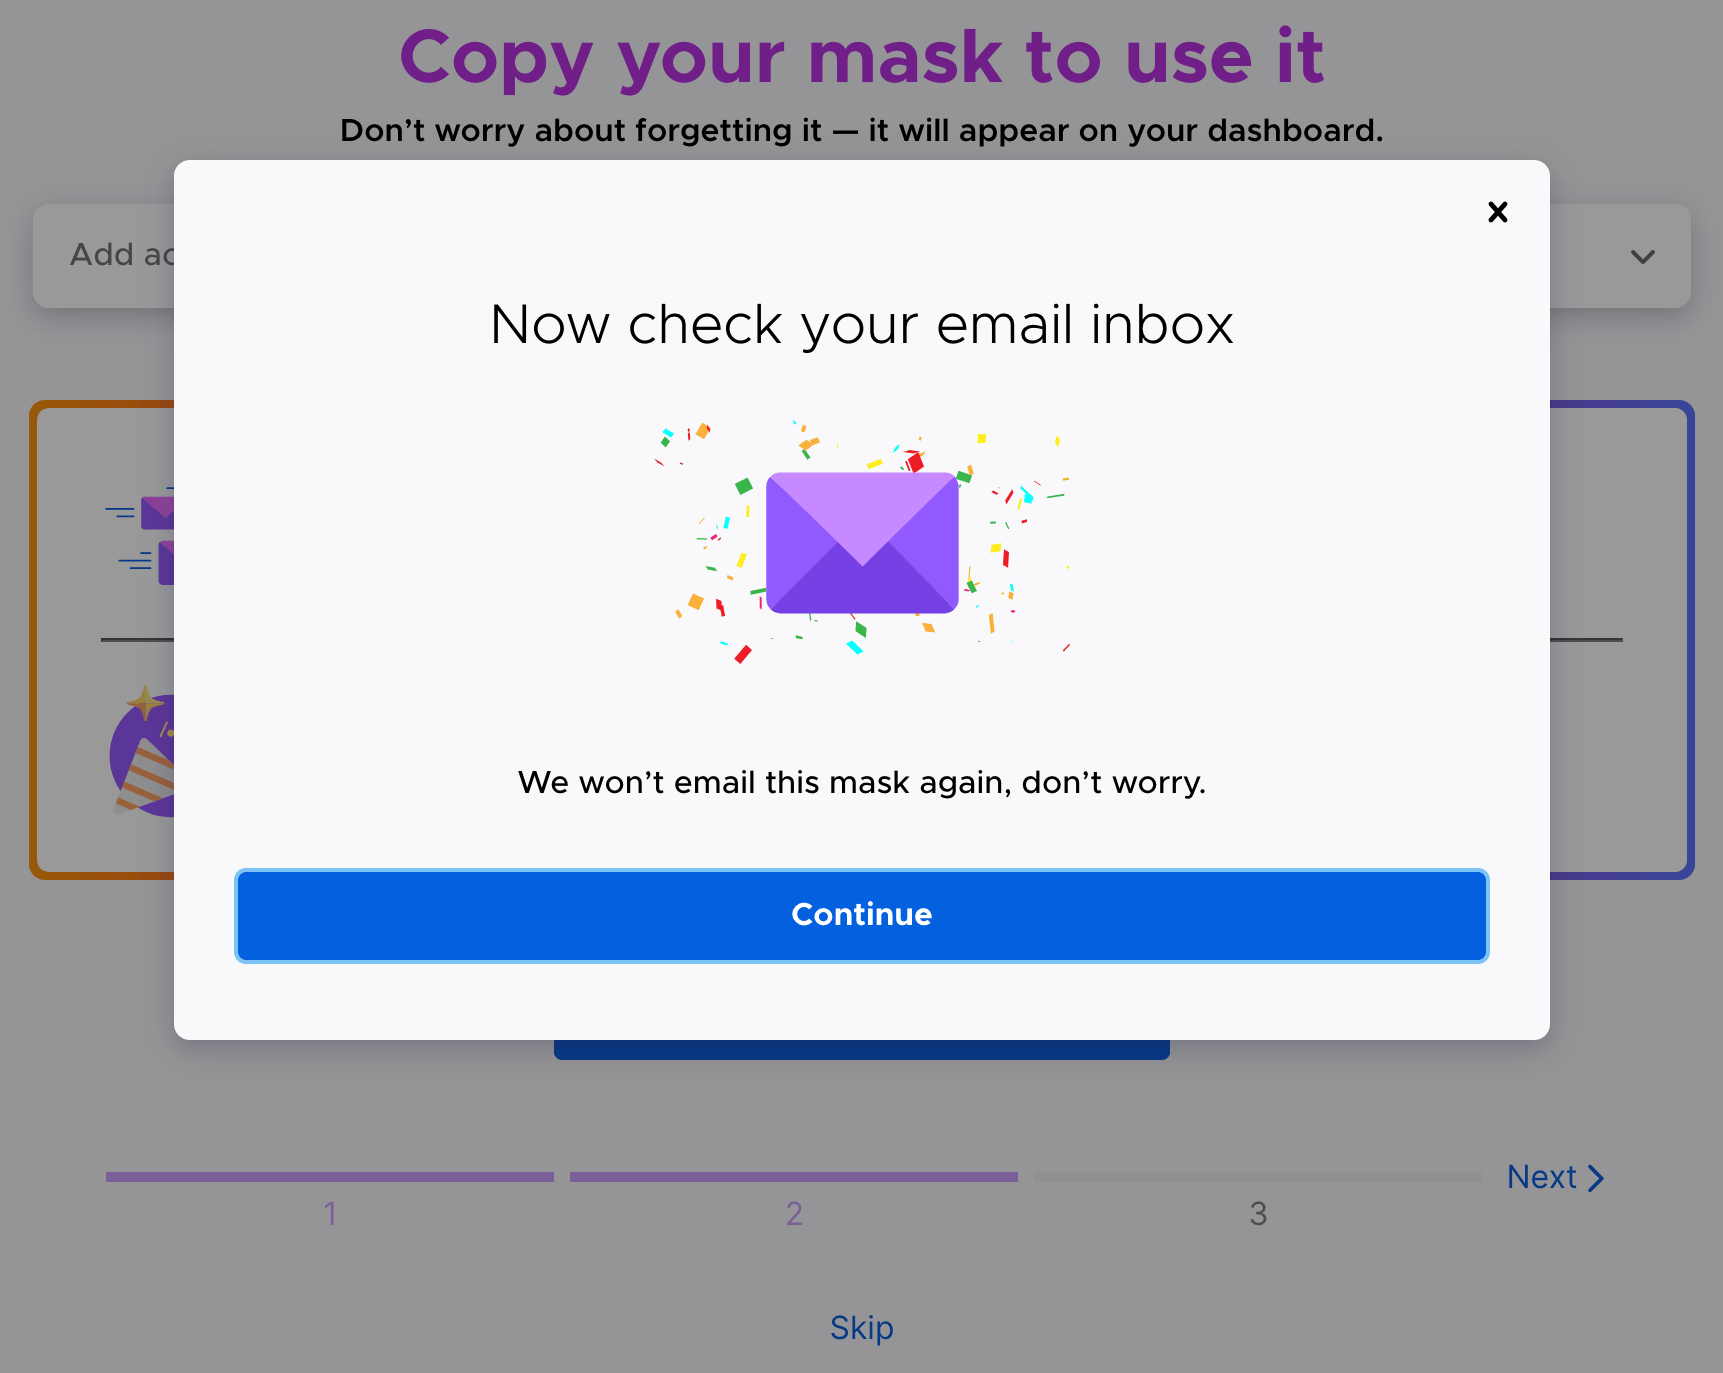 Copy your mask to use it
Don’t worry about forgetting it — it will appear on your dashboard.
Add
Now check your email inbox
We won’t email this mask again, don’t worry.
Continue
1
2
3
Next
Skip